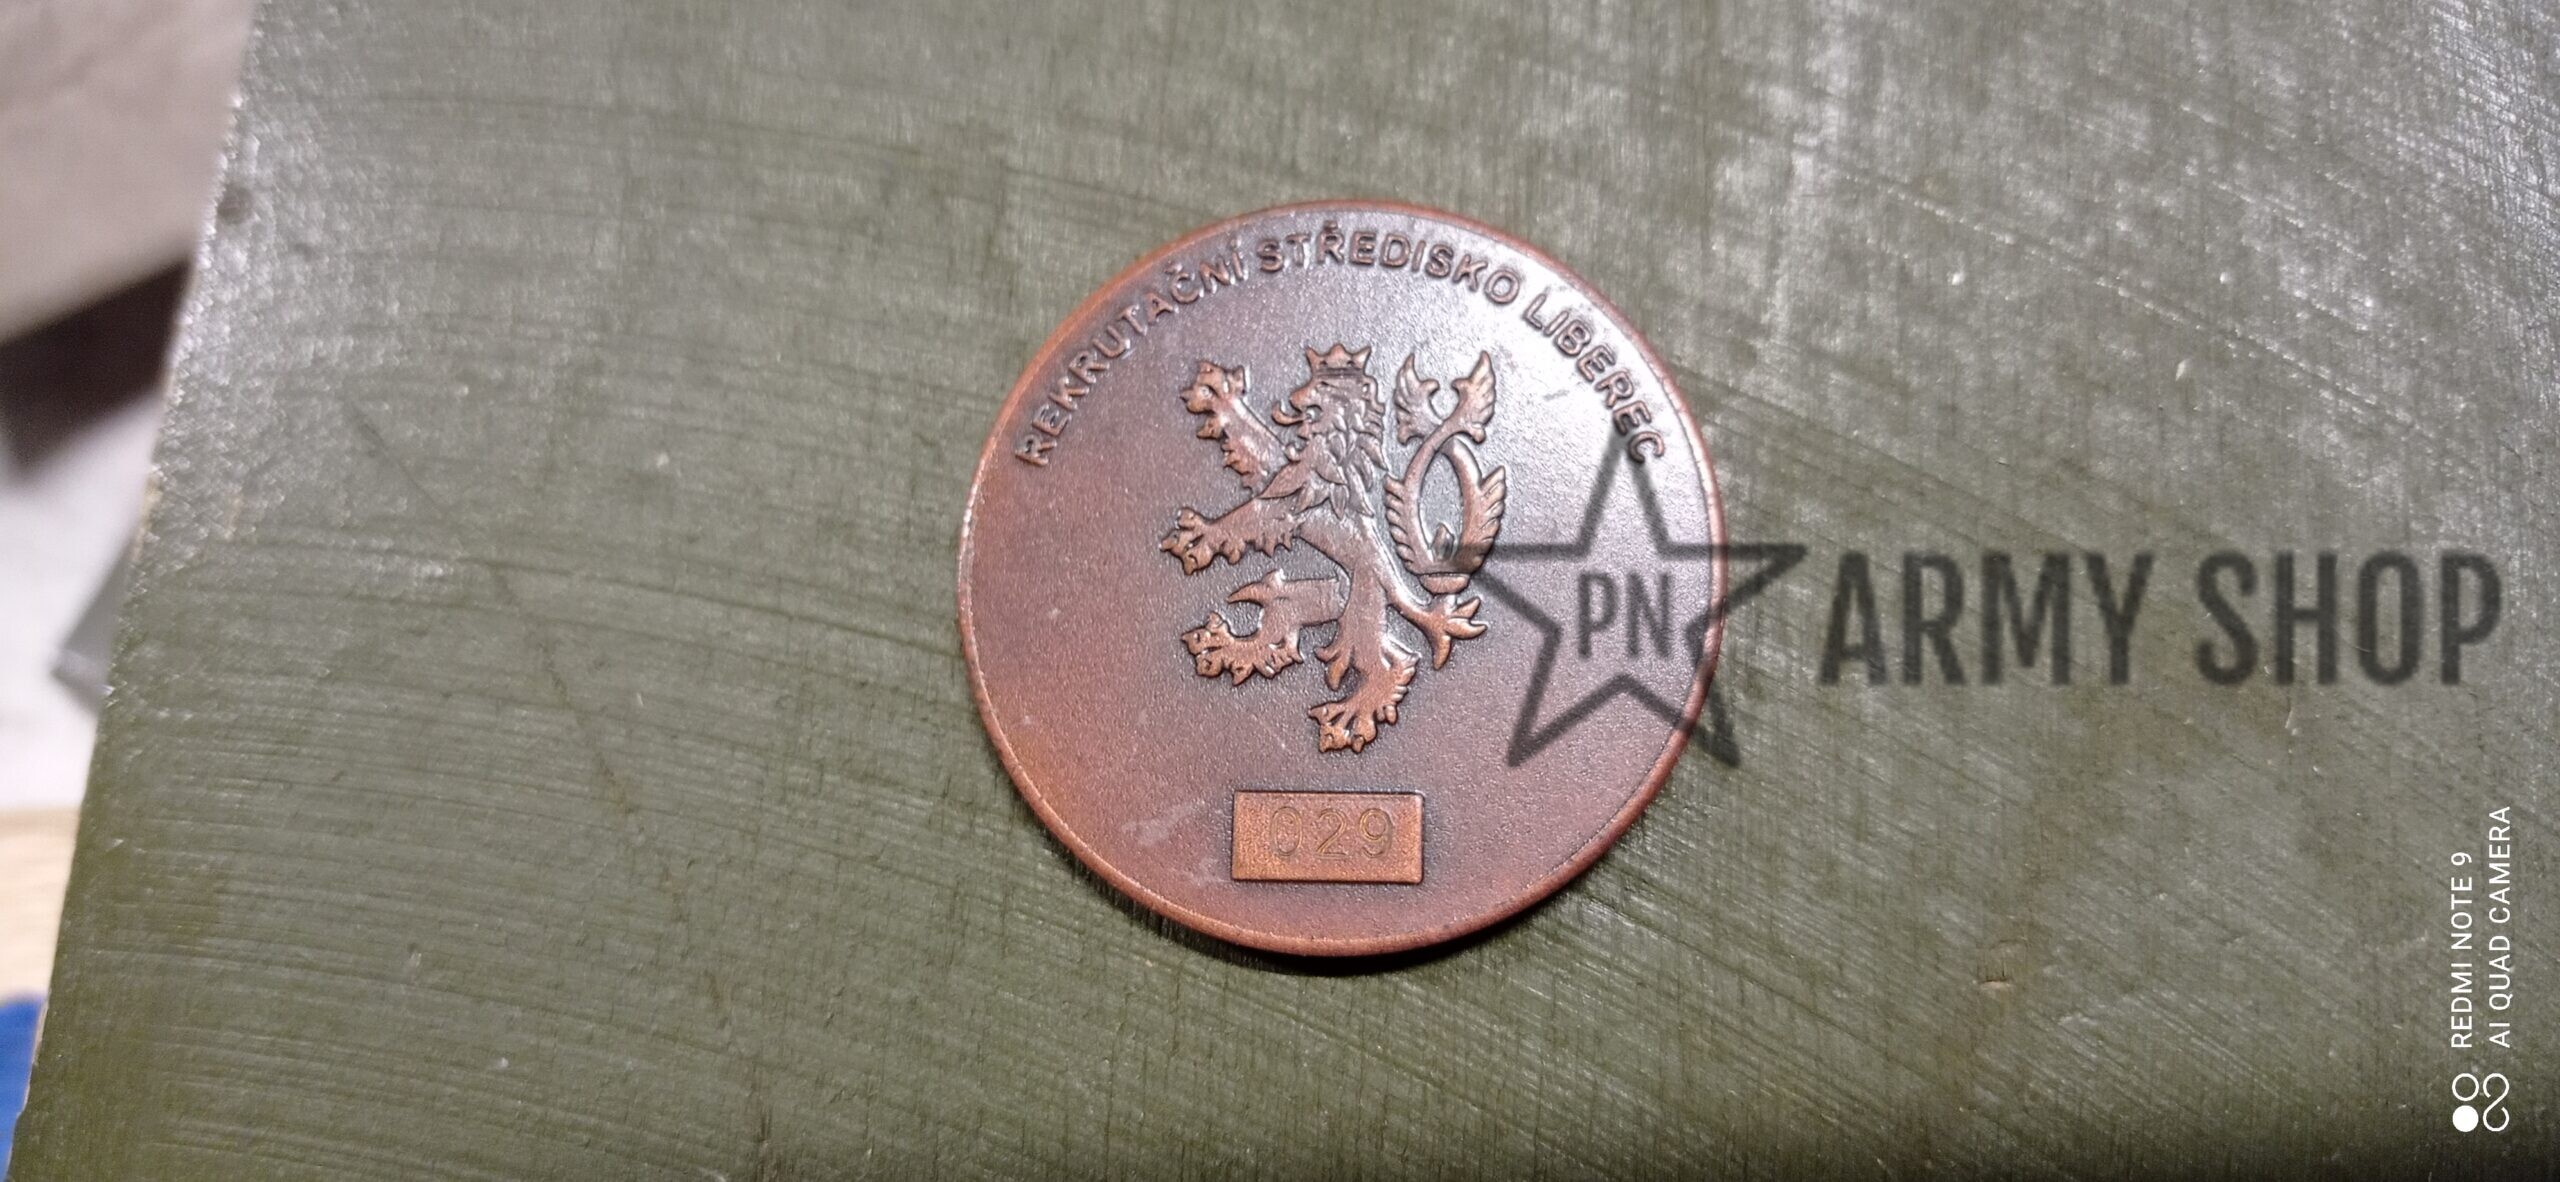 REKRUTAČNÍ STŘEDISKO LIBEREC
PN ARMY SHOP
029
REDMI NOTE 9
AI QUAD CAMERA